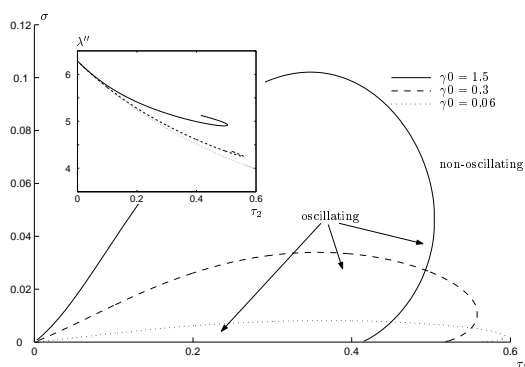 σ
0.12
0.1
0.08
0.06
0.04
0.02
0
0
0.2
0.4
0.6
λ′′
6
5
4
0
0.2
0.4
0.6
τ2
γ0 = 1.5
γ0 = 0.3
γ0 = 0.06
non-oscillating
oscillating